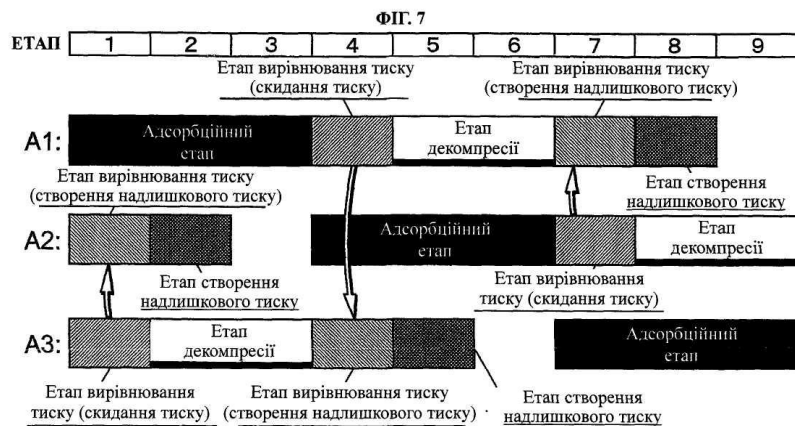 ФІГ. 7
ЕТАП 1 2 3 4 5 6 7 8 9
Етап вирівнювання тиску
(скидання тиску)
Етап вирівнювання тиску
(створення надлишкового тиску)
A1:
Адсорбційний
етап
Етап
декомпресії
Етап вирівнювання тиску
(створення надлишкового тиску)
Етап створення
надлишкового тиску
A2:
Адсорбційний
етап
Етап
декомпресії
Етап створення
надлишкового тиску
Етап вирівнювання
тиску (скидання тиску)
A3:
Етап
декомпресії
Адсорбційний
етап
Етап вирівнювання
тиску (скидання тиску)
Етап вирівнювання тиску
(створення надлишкового тиску)
Етап створення
надлишкового тиску